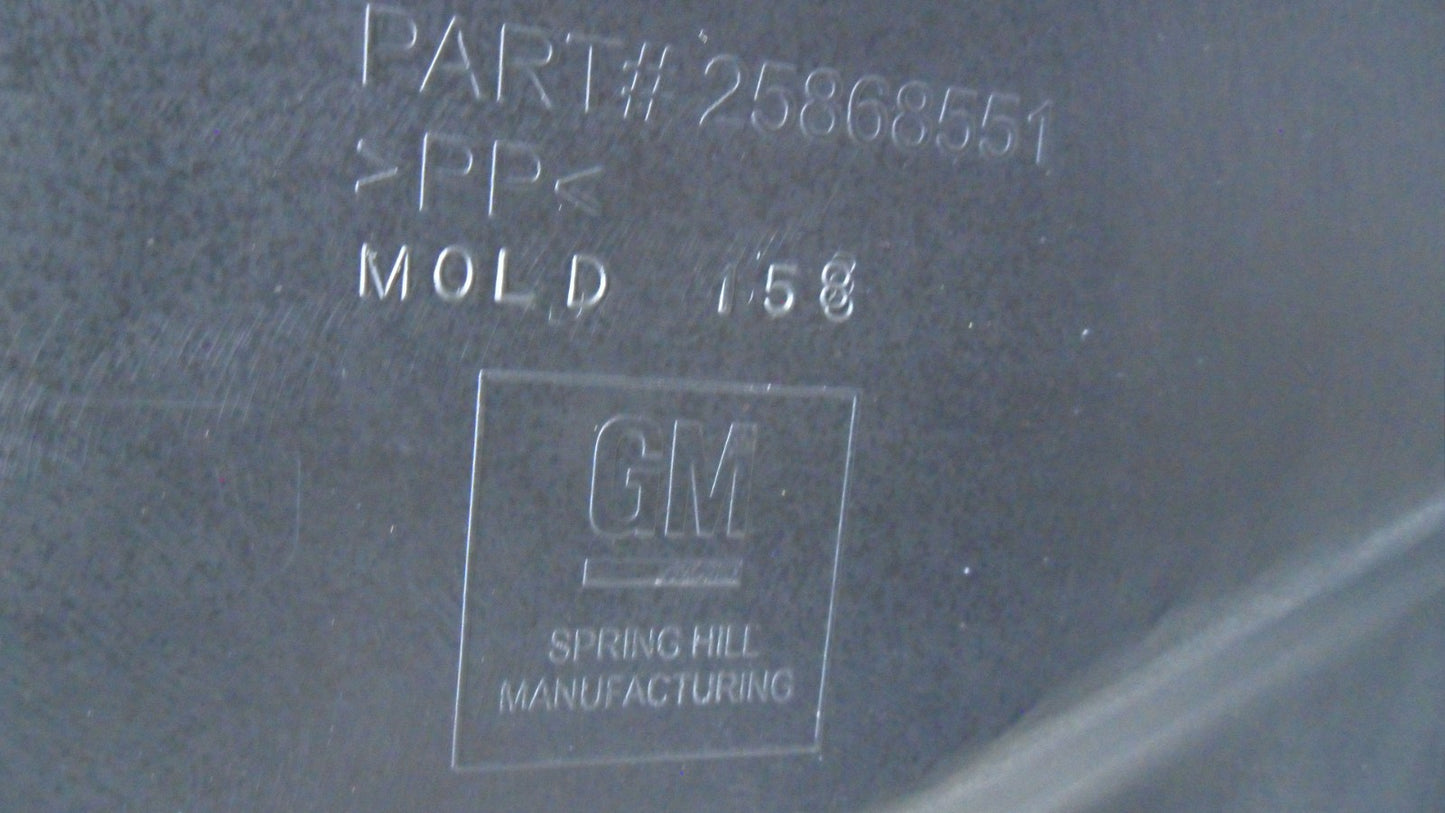 PART# 25868551
>PP<
MOLD 158
GM
SPRING HILL
MANUFACTURING